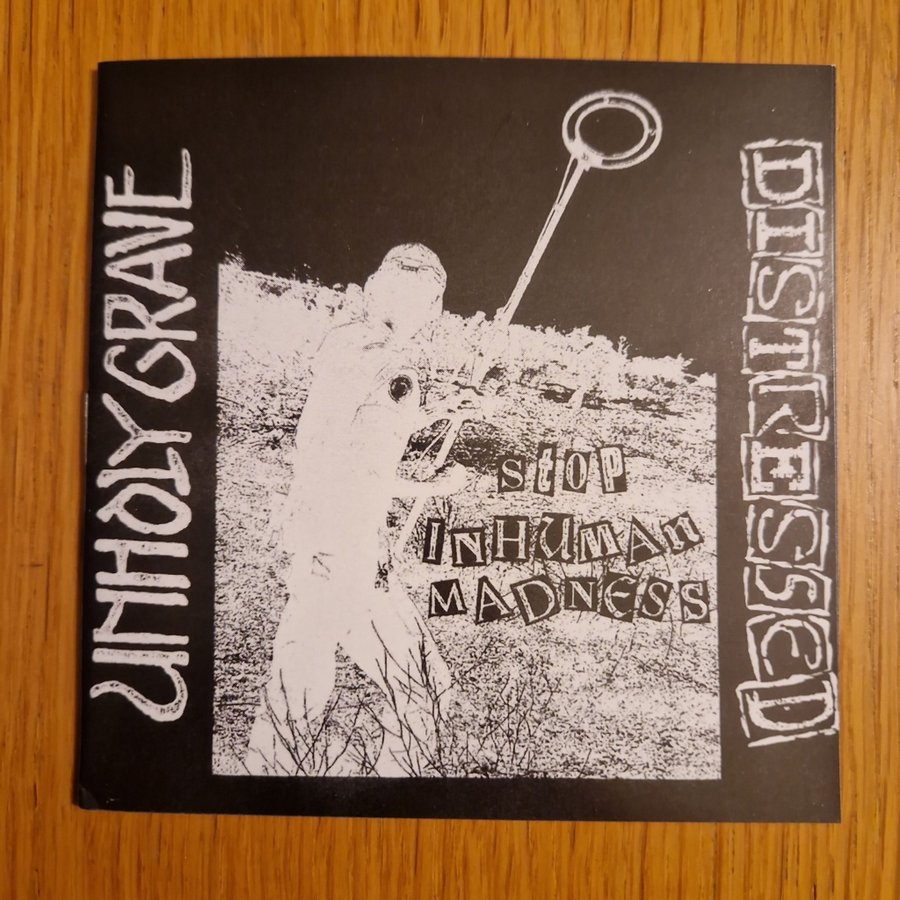 UNHOLY GRAVE
STOP
INHUMAN
MADNESS
DISTRESSED